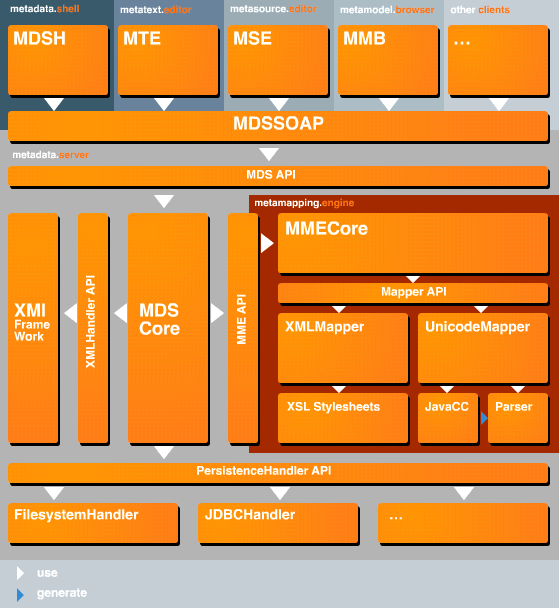 metadata.shell
metatext.editor
metasource.editor
metamodel.browser
other clients
MDSH
MTE
MSE
MMB
...
MDSSOAP
metadata.server
MDS API
metamapping.engine
XMI
Frame
Work
XMLHandler API
MDS
Core
MME API
MMECore
Mapper API
XMLMapper
UnicodeMapper
XSL Stylesheets
JavaCC
Parser
PersistenceHandler API
FilesystemHandler
JDBCHandler
...
use
generate